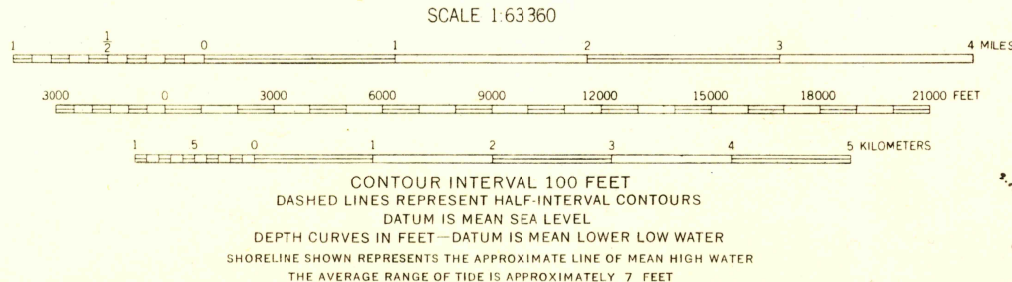 SCALE 1:63360
1 1/2 0 1 2 3 4 MILES
3000 0 3000 6000 9000 12000 15000 18000 21000 FEET
1 .5 0 1 2 3 4 5 KILOMETERS
CONTOUR INTERVAL 100 FEET
DASHED LINES REPRESENT HALF-INTERVAL CONTOURS
DATUM IS MEAN SEA LEVEL
DEPTH CURVES IN FEET—DATUM IS MEAN LOWER LOW WATER
SHORELINE SHOWN REPRESENTS THE APPROXIMATE LINE OF MEAN HIGH WATER
THE AVERAGE RANGE OF TIDE IS APPROXIMATELY 7 FEET